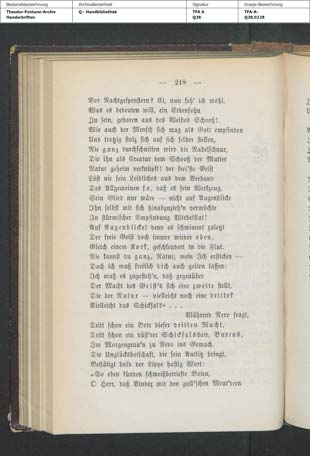 Bestandsbezeichnung Archivalieneinheit Signatur Image-Bezeichnung
Theodor-Fontane-Archiv Q - Handbibliothek TFA A TFA-A:
Handschriften Q38 Q38,0228
— 218 —
Vor Nachtgespenstern? Ei, nun seh' ich wohl,
Was es bedeuten will, ein Erdensohn
Zu sein, geboren aus des Weibes Schooß!
Wie auch der Mensch sich mag als Gott empfinden
Und trotzig stolz sich auf sich selber stellen,
Nie ganz durchschnitten wird die Nabelschnur,
Die ihn als Creatur dem Schooß der Mutter
Natur geheim verknüpft! der frei'ste Geist
Löst nie sein Leibliches aus dem Verband
Des Allgemeinen so, daß es sein Werkzeug,
Sein Glied nur wäre — nicht auf Augenblicke
Ihn selbst mit sich hinabzuzieh'n vermöchte
In stürmischer Empfindung Wirbelflut!
Auf Augenblicke! denn es schwimmt zuletzt
Der freie Geist doch immer wieder oben,
Gleich einem Kork, geschleudert in die Flut.
Nie kannst du ganz, Natur, mein Ich ersticken —
Doch ich muß freilich dich auch gelten lassen:
Ich muß es zugesteh'n, daß gegenüber
Der Macht des Geist's sich eine zweite stellt,
Die der Natur — vielleicht noch eine dritte?
Vielleicht das Schicksal? . . .
Während Nero fragt,
Tritt schon ein Bote dieser dritten Macht,
Tritt schon ein düst'rer Schicksalsbote, Burrus,
Im Morgengrau'n zu Nero ins Gemach.
Die Unglücksbotschaft, die sein Antlitz bringt,
Bestätigt bald der Lippe hastig Wort:
»So eben künden schweißbetriefte Boten,
O Herr, daß Vindex mit den gall'schen Meut'rern